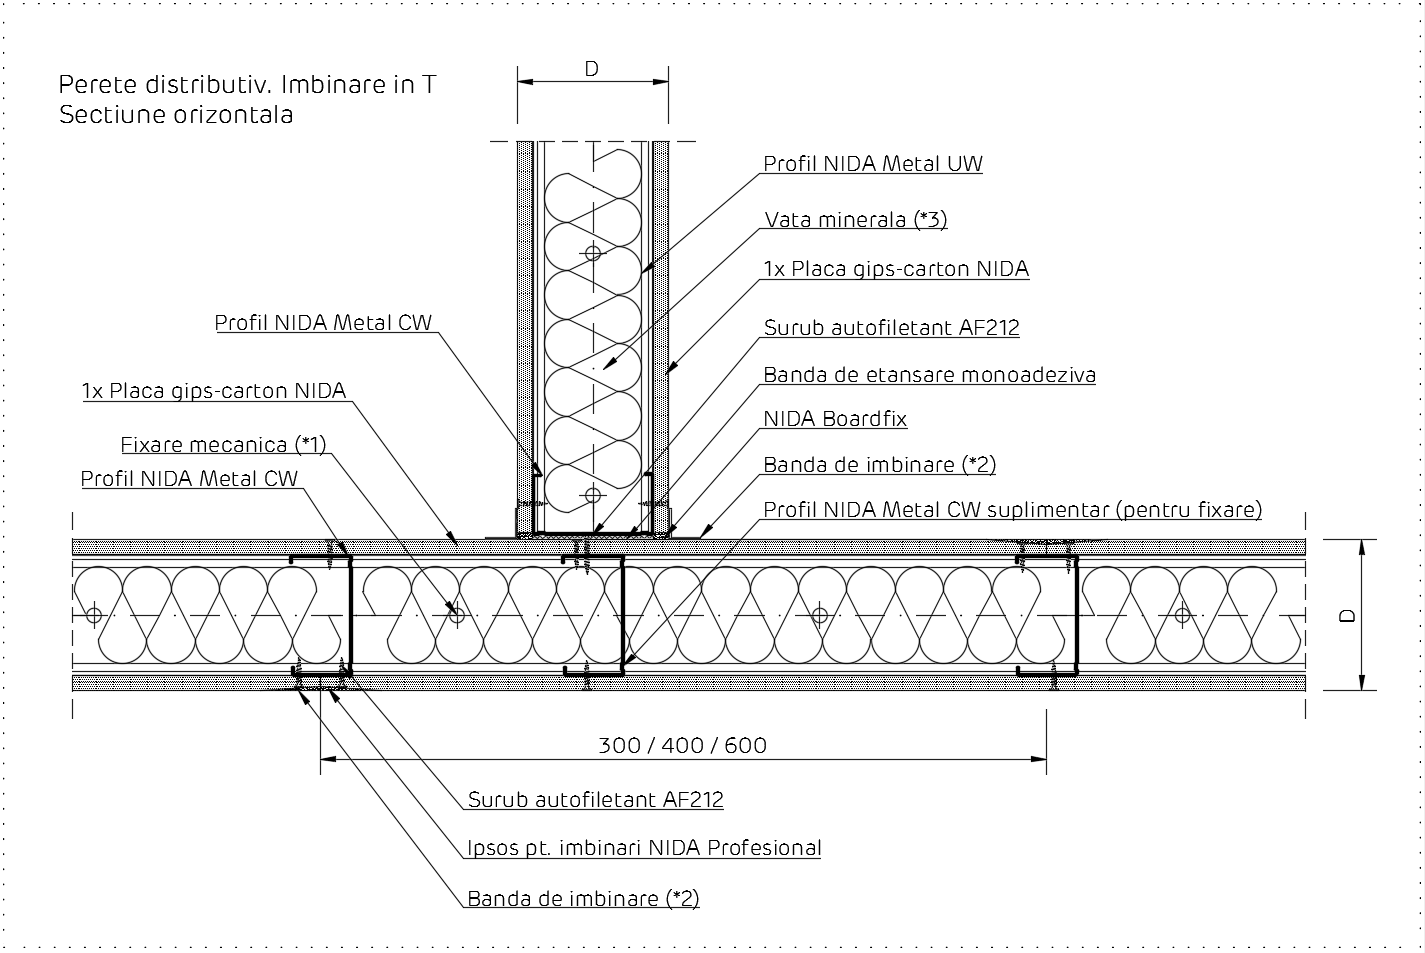 Perete distributiv. Imbinare in T
Sectiune orizontala
D
Profil NIDA Metal UW
Vata minerala (*3)
1x Placa gips-carton NIDA
Surub autofiletant AF212
Banda de etansare monoadeziva
NIDA Boardfix
Banda de imbinare (*2)
Profil NIDA Metal CW suplimentar (pentru fixare)
Profil NIDA Metal CW
1x Placa gips-carton NIDA
Fixare mecanica (*1)
Profil NIDA Metal CW
D
300 / 400 / 600
Surub autofiletant AF212
Ipsos pt. imbinari NIDA Profesional
Banda de imbinare (*2)